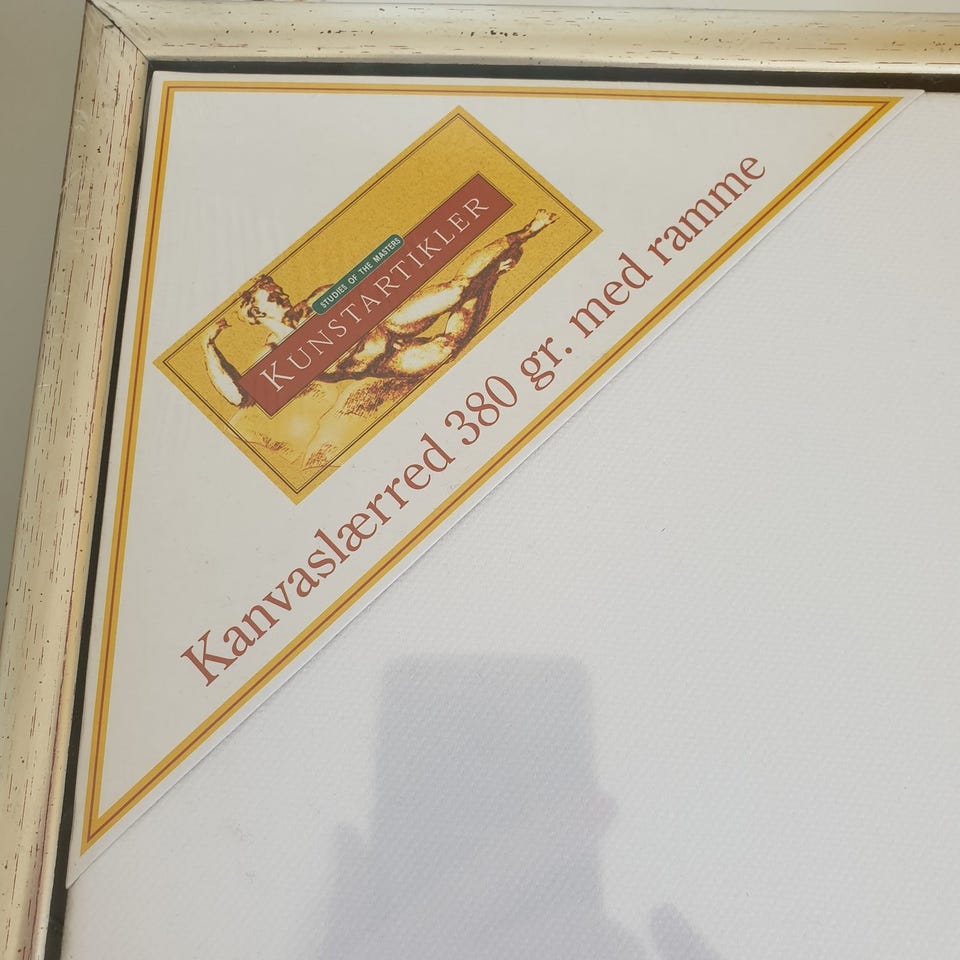 STUDIES OF THE MASTERS
KUNSTARTIKLER
Kanvaslærred 380 gr. med ramme